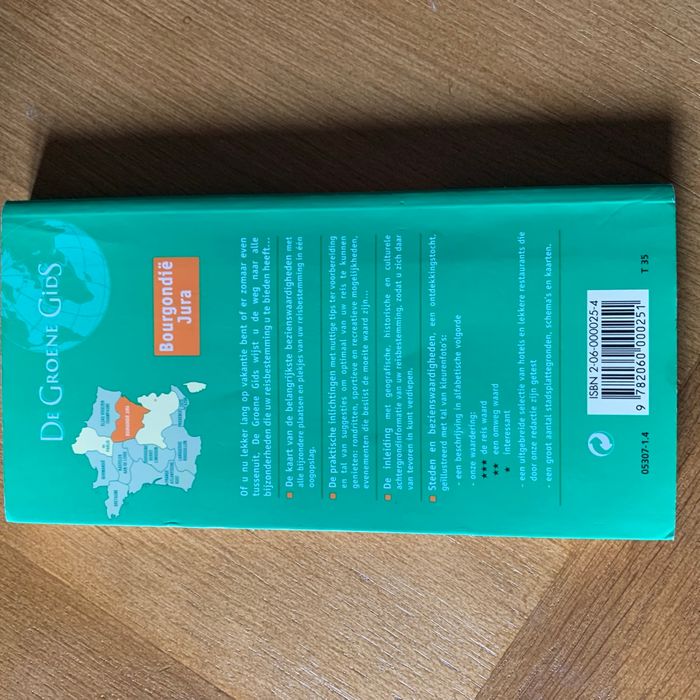 DE GROENE GIDS
Bourgondië
Jura
Of u nu lekker lang op vakantie bent of er zomaar even
tussenuit, De Groene Gids wijst u de weg naar alle
bijzonderheden die uw reisbestemming u te bieden heeft...
De kaart van de belangrijkste bezienswaardigheden met
alle bijzondere plaatsen en plekjes van uw reisbestemming in één
oogopslag.
De praktische inlichtingen met nuttige tips ter voorbereiding
en tal van suggesties om optimaal van uw reis te kunnen
genieten: rondritten, sportieve en recreatieve mogelijkheden,
evenementen die beslist de moeite waard zijn...
De inleiding met geografische, historische en culturele
achtergrondinformatie van uw reisbestemming, zodat u zich daar
van tevoren in kunt verdiepen.
Steden en bezienswaardigheden, een ontdekkingstocht,
geïllustreerd met tal van kleurenfoto's:
- een beschrijving in alfabetische volgorde
- onze waardering:
★★★ de reis waard
★★ een omweg waard
★ interessant
- een uitgebreide selectie van hotels en lekkere restaurants die
door onze redactie zijn getest
- een groot aantal stadsplattegronden, schema's en kaarten.
ISBN 2-06-000025-4
9 782060 000251
05307-1.4
T 35